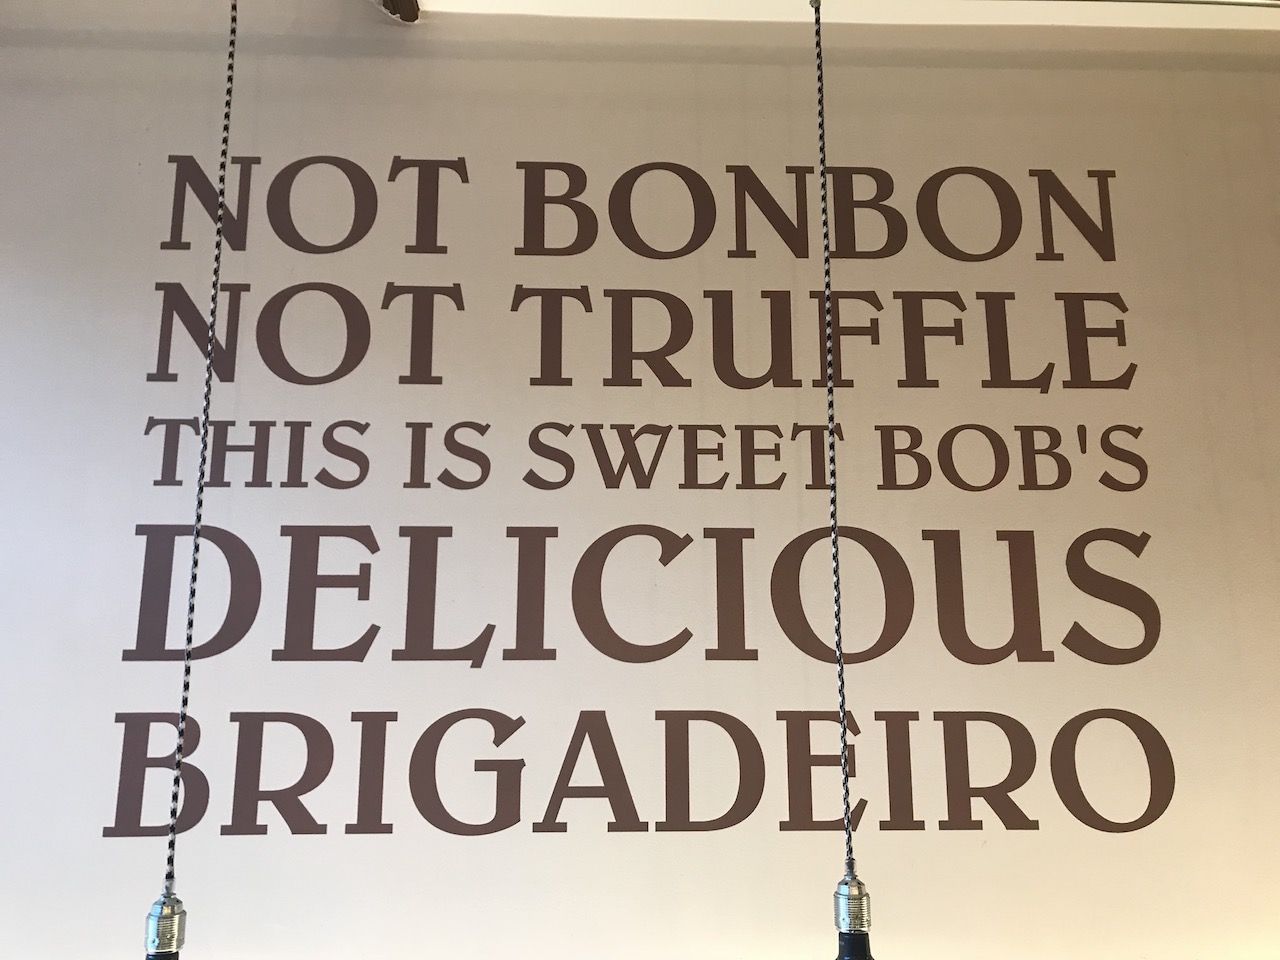 NOT BONBON
NOT TRUFFLE
THIS IS SWEET BOB'S
DELICIOUS
BRIGADEIRO